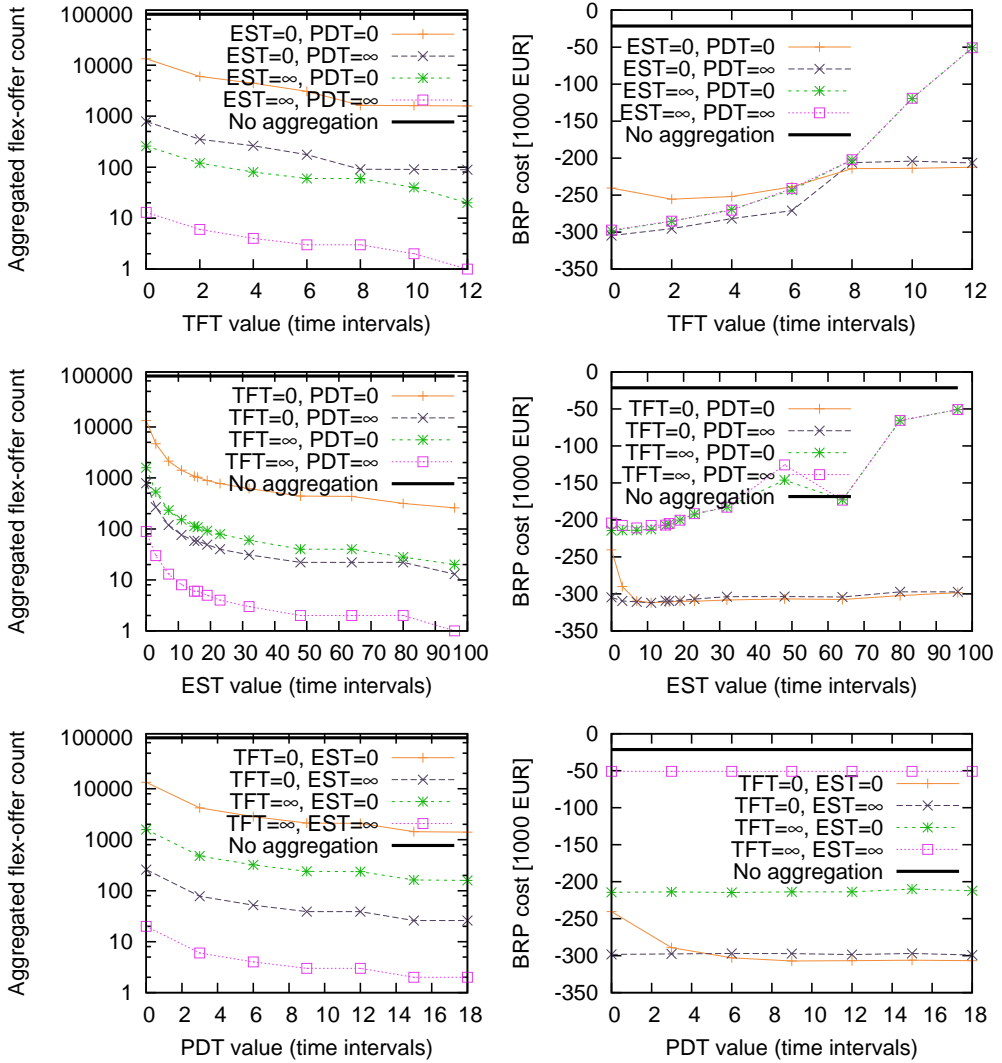 Aggregated flex-offer count
100000
10000
1000
100
10
1
EST=0, PDT=0
EST=0, PDT=∞
EST=∞, PDT=0
EST=∞, PDT=∞
No aggregation
0 2 4 6 8 10 12
TFT value (time intervals)
BRP cost [1000 EUR]
0
-50
-100
-150
-200
-250
-300
-350
EST=0, PDT=0
EST=0, PDT=∞
EST=∞, PDT=0
EST=∞, PDT=∞
No aggregation
0 2 4 6 8 10 12
TFT value (time intervals)
Aggregated flex-offer count
100000
10000
1000
100
10
1
TFT=0, PDT=0
TFT=0, PDT=∞
TFT=∞, PDT=0
TFT=∞, PDT=∞
No aggregation
0 10 20 30 40 50 60 70 80 90 100
EST value (time intervals)
BRP cost [1000 EUR]
0
-50
-100
-150
-200
-250
-300
-350
TFT=0, PDT=0
TFT=0, PDT=∞
TFT=∞, PDT=0
TFT=∞, PDT=∞
No aggregation
0 10 20 30 40 50 60 70 80 90 100
EST value (time intervals)
Aggregated flex-offer count
100000
10000
1000
100
10
1
TFT=0, EST=0
TFT=0, EST=∞
TFT=∞, EST=0
TFT=∞, EST=∞
No aggregation
0 2 4 6 8 10 12 14 16 18
PDT value (time intervals)
BRP cost [1000 EUR]
0
-50
-100
-150
-200
-250
-300
-350
TFT=0, EST=0
TFT=0, EST=∞
TFT=∞, EST=0
TFT=∞, EST=∞
No aggregation
0 2 4 6 8 10 12 14 16 18
PDT value (time intervals)